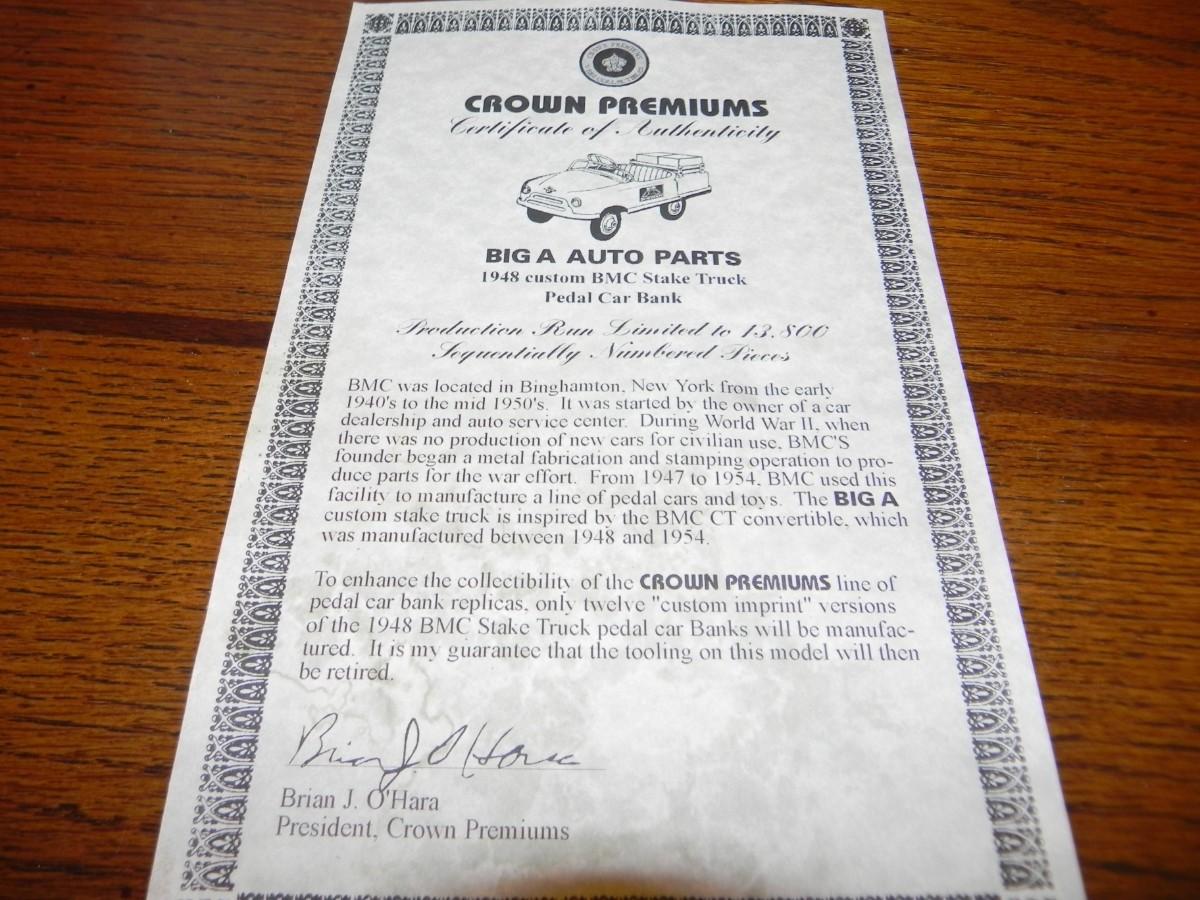 CROWN PREMIUMS
Certificate of Authenticity
BIG A AUTO PARTS
1948 custom BMC Stake Truck
Pedal Car Bank
Production Run Limited to 13,800
Sequentially Numbered Pieces
BMC was located in Binghamton, New York from the early
1940's to the mid 1950's. It was started by the owner of a car
dealership and auto service center. During World War II, when
there was no production of new cars for civilian use, BMC'S
founder began a metal fabrication and stamping operation to pro-
duce parts for the war effort. From 1947 to 1954, BMC used this
facility to manufacture a line of pedal cars and toys. The BIG A
custom stake truck is inspired by the BMC CT convertible, which
was manufactured between 1948 and 1954.
To enhance the collectibility of the CROWN PREMIUMS line of
pedal car bank replicas, only twelve "custom imprint" versions
of the 1948 BMC Stake Truck pedal car Banks will be manufac-
tured. It is my guarantee that the tooling on this model will then
be retired.
Brian J. O'Hara
Brian J. O'Hara
President, Crown Premiums